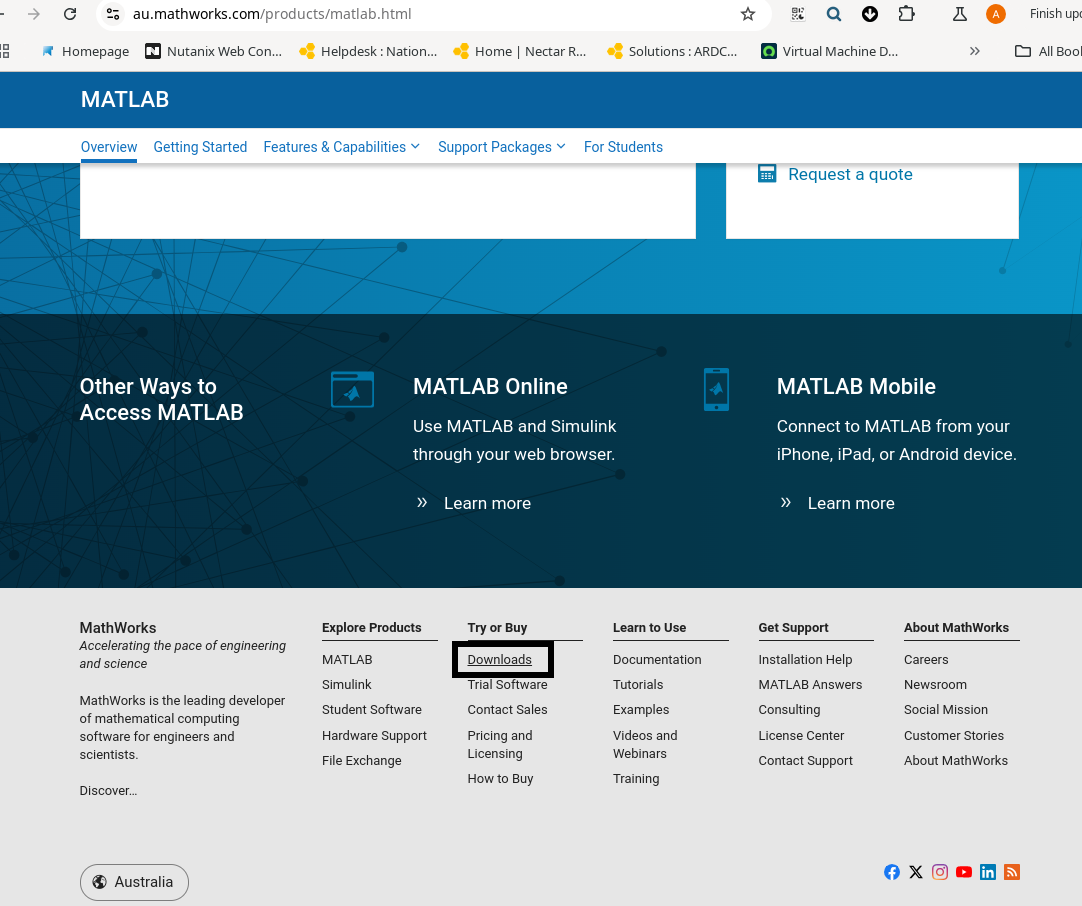 au.mathworks.com/products/matlab.html
A
Finish upd
Homepage
Nutanix Web Con...
Helpdesk : Nation...
Home | Nectar R...
Solutions : ARDC...
Virtual Machine D...
All Bool
MATLAB
Overview Getting Started Features & Capabilities Support Packages For Students
Request a quote
Other Ways to
Access MATLAB
MATLAB Online
Use MATLAB and Simulink
through your web browser.
Learn more
MATLAB Mobile
Connect to MATLAB from your
iPhone, iPad, or Android device.
Learn more
MathWorks
Accelerating the pace of engineering
and science
MathWorks is the leading developer
of mathematical computing
software for engineers and
scientists.
Discover…
Explore Products
MATLAB
Simulink
Student Software
Hardware Support
File Exchange
Try or Buy
Downloads
Trial Software
Contact Sales
Pricing and
Licensing
How to Buy
Learn to Use
Documentation
Tutorials
Examples
Videos and
Webinars
Training
Get Support
Installation Help
MATLAB Answers
Consulting
License Center
Contact Support
About MathWorks
Careers
Newsroom
Social Mission
Customer Stories
About MathWorks
Australia